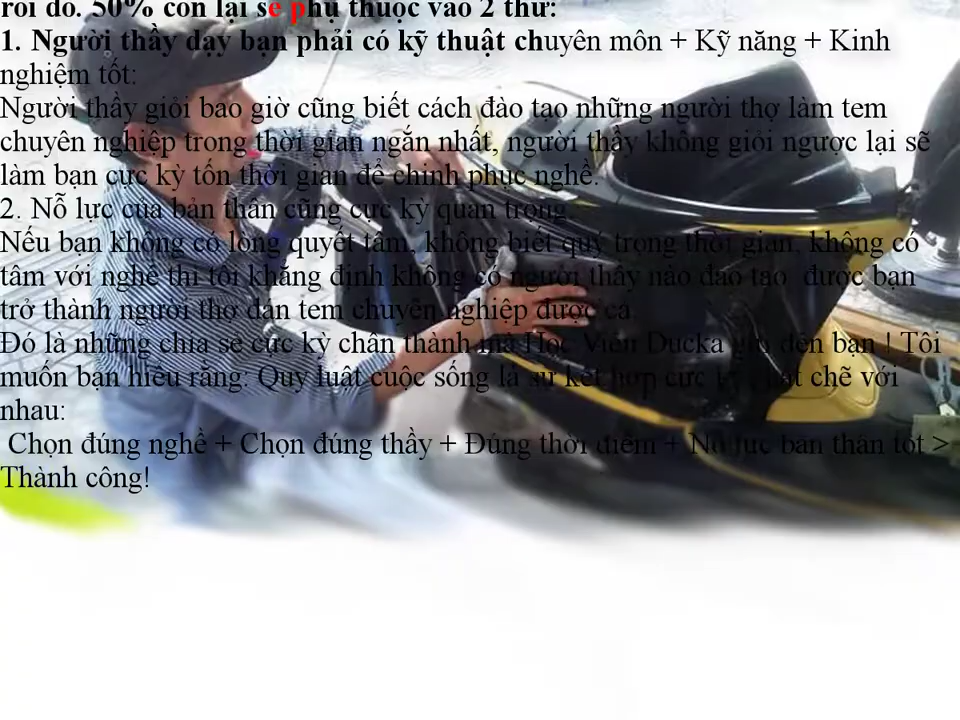 rồi đó. 50% còn lại sẽ phụ thuộc vào 2 thứ:
1. Người thầy dạy bạn phải có kỹ thuật chuyên môn + Kỹ năng + Kinh
nghiệm tốt:
Người thầy giỏi bao giờ cũng biết cách đào tạo những người thợ làm tem
chuyên nghiệp trong thời gian ngắn nhất, người thầy không giỏi ngược lại sẽ
làm bạn cực kỳ tốn thời gian để chinh phục nghề.
2. Nỗ lực của bản thân cũng cực kỳ quan trọng.
Nếu bạn không có lòng quyết tâm, không biết quý trọng thời gian, không có
tâm với nghề thì tôi khẳng định không có người thầy nào đào tạo được bạn
trở thành người thợ dán tem chuyên nghiệp được cả.
Đó là những chia sẻ cực kỳ chân thành mà Học Viện Ducka gửi đến bạn ! Tôi
muốn bạn hiểu rằng: Quy luật cuộc sống là sự kết hợp cực kỳ chặt chẽ với
nhau:
Chọn đúng nghề + Chọn đúng thầy + Đúng thời điểm + Nỗ lực bản thân tốt >
Thành công!